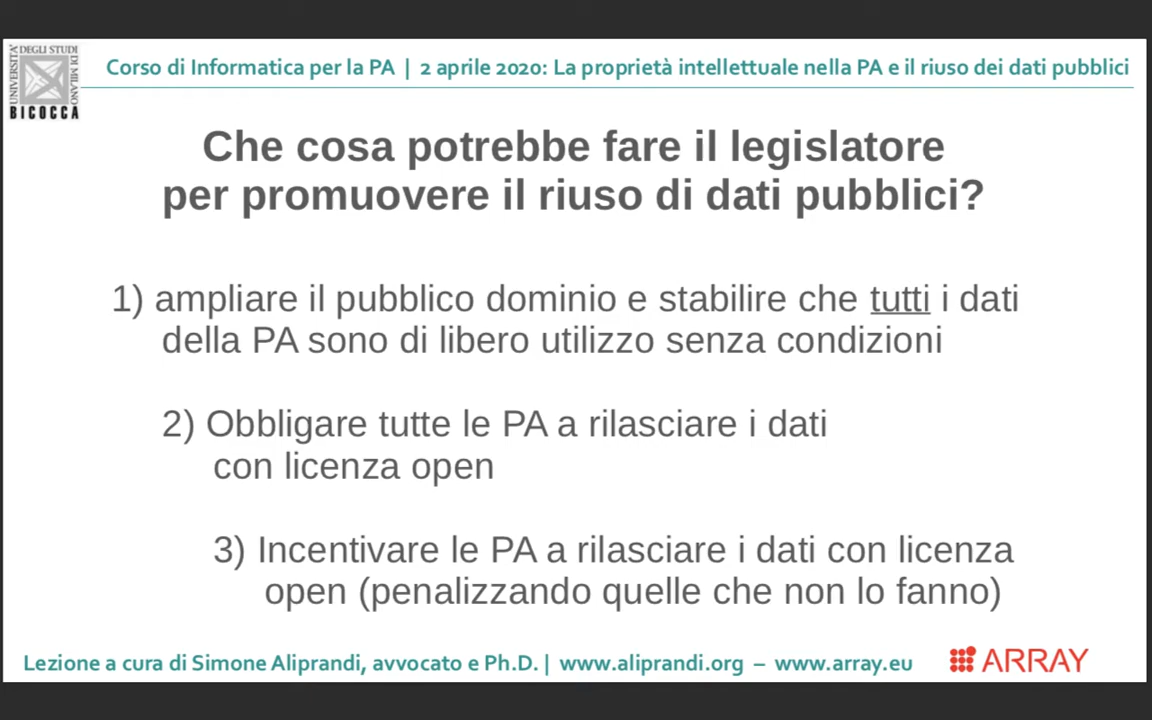 UNIVERSITA'
DEGLI STUDI
DI MILANO
BICOCCA
Corso di Informatica per la PA | 2 aprile 2020: La proprietà intellettuale nella PA e il riuso dei dati pubblici
Che cosa potrebbe fare il legislatore
per promuovere il riuso di dati pubblici?
1) ampliare il pubblico dominio e stabilire che tutti i dati
della PA sono di libero utilizzo senza condizioni
2) Obbligare tutte le PA a rilasciare i dati
con licenza open
3) Incentivare le PA a rilasciare i dati con licenza
open (penalizzando quelle che non lo fanno)
Lezione a cura di Simone Aliprandi, avvocato e Ph.D. | www.aliprandi.org – www.array.eu
ARRAY